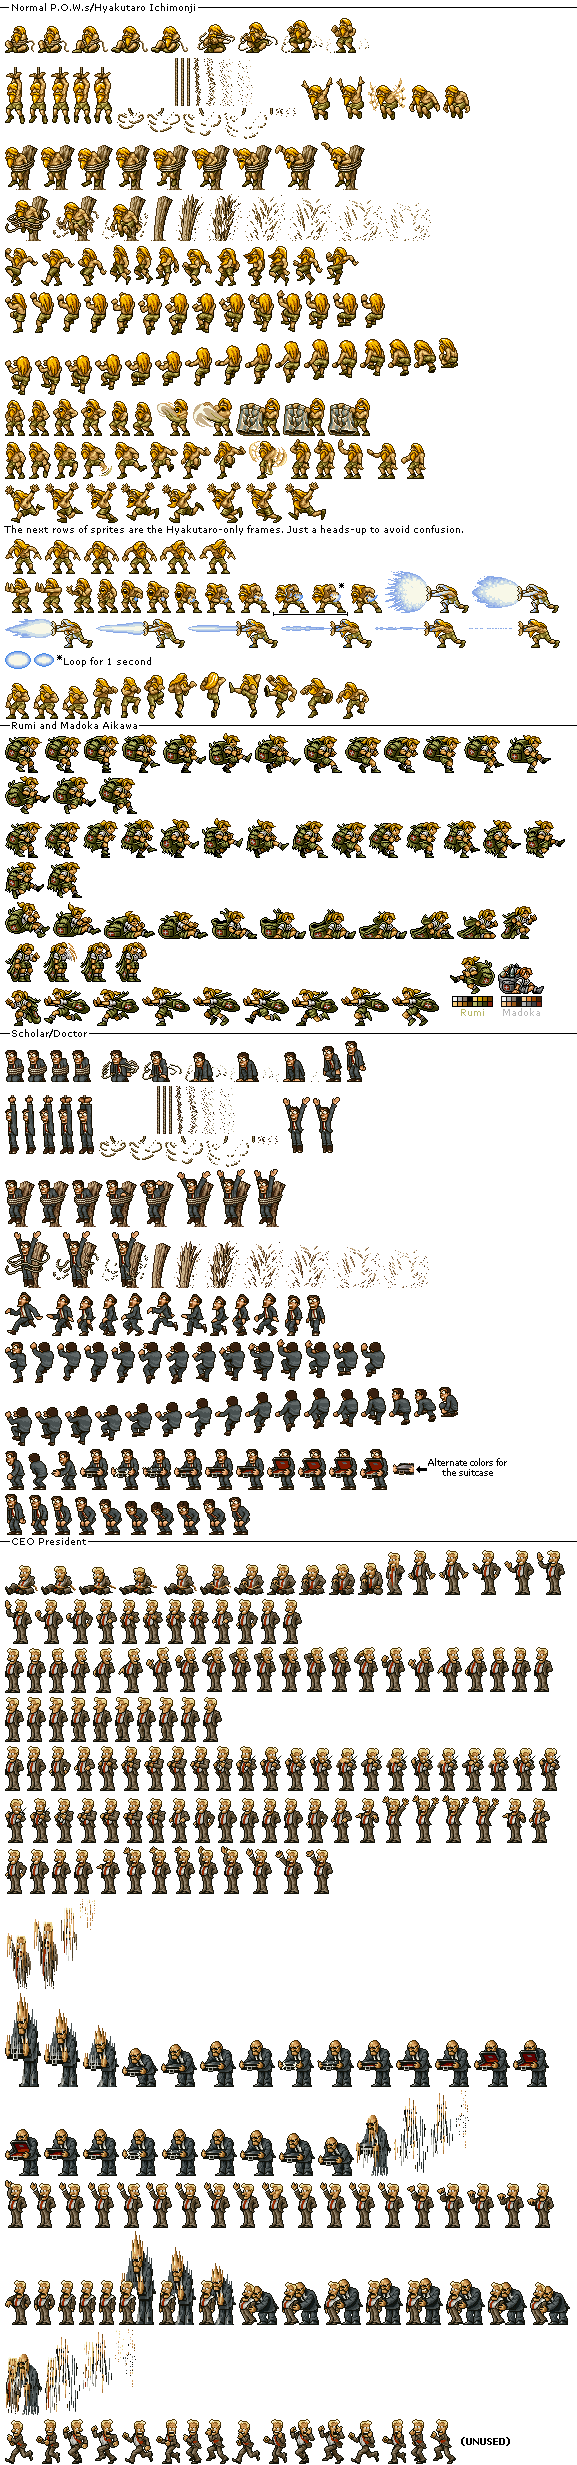 Normal P.O.W.s/Hyakutaro Ichimonji
The next rows of sprites are the Hyakutaro-only frames. Just a heads-up to avoid confusion.
*
*Loop for 1 second
Rumi and Madoka Aikawa
Rumi
Madoka
Scholar/Doctor
Alternate colors for
the suitcase
CEO President
(UNUSED)